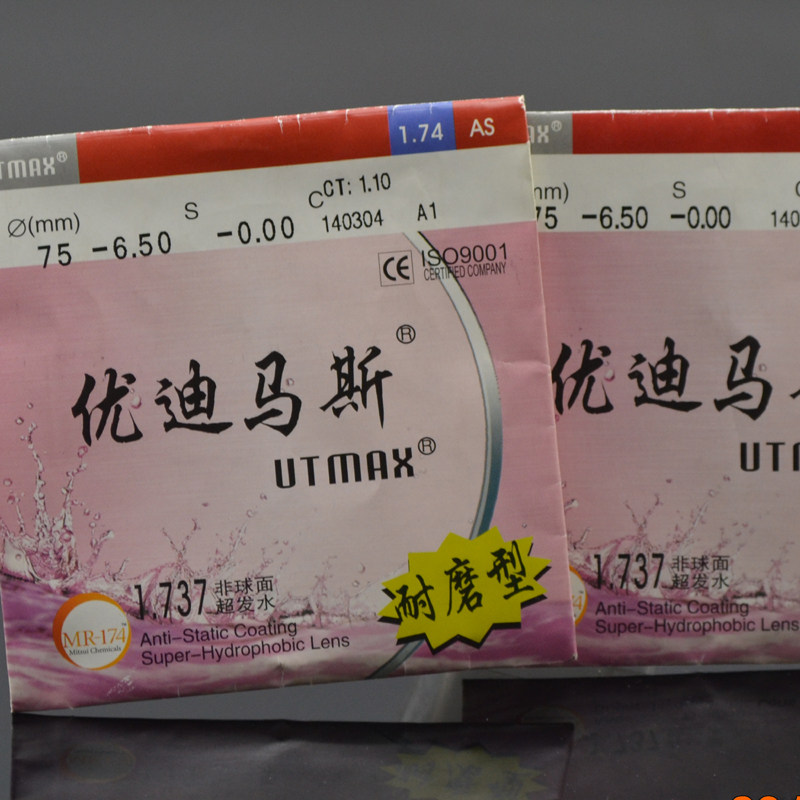 UTMAX®
1.74 AS
Ø(mm) S C CT: 1.10
75 -6.50 -0.00 140304 A1
CE ISO9001
CERTIFIED COMPANY
优迪马斯®
UTMAX®
耐磨型
1.737 非球面
超发水
MR-174™
Mitsui Chemicals
Anti-Static Coating
Super-Hydrophobic Lens
S
75 -6.50 -0.00 140
优迪马
UTM
1.737 非球面
超发水
Anti-Static Coating
Super-Hydrophobic Lens